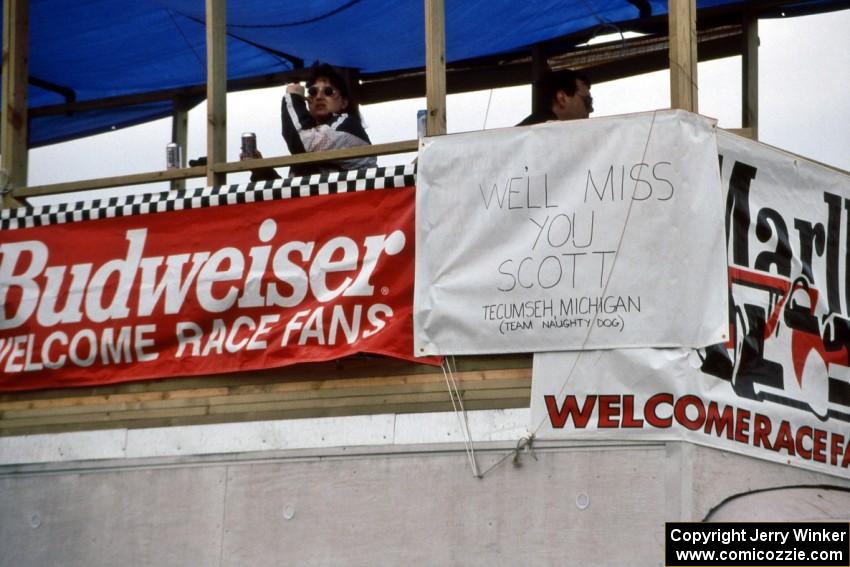 Budweiser
WELCOME RACE FANS
WE'LL MISS
YOU
SCOTT
TECUMSEH, MICHIGAN
(TEAM NAUGHTY DOG)
Marl
WELCOME RACE FA
Copyright Jerry Winker
www.comicozzie.com